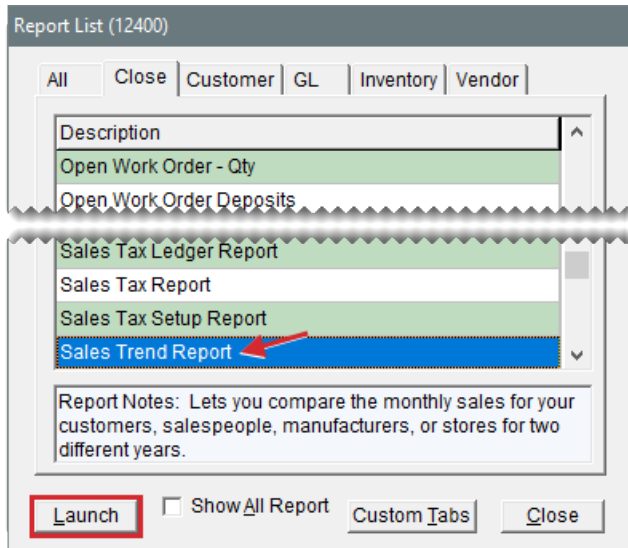 Report List (12400)
All Close Customer GL Inventory Vendor
Description
Open Work Order - Qty
Open Work Order Deposits
Sales Tax Ledger Report
Sales Tax Report
Sales Tax Setup Report
Sales Trend Report
Report Notes: Lets you compare the monthly sales for your
customers, salespeople, manufacturers, or stores for two
different years.
Launch Show All Report Custom Tabs Close